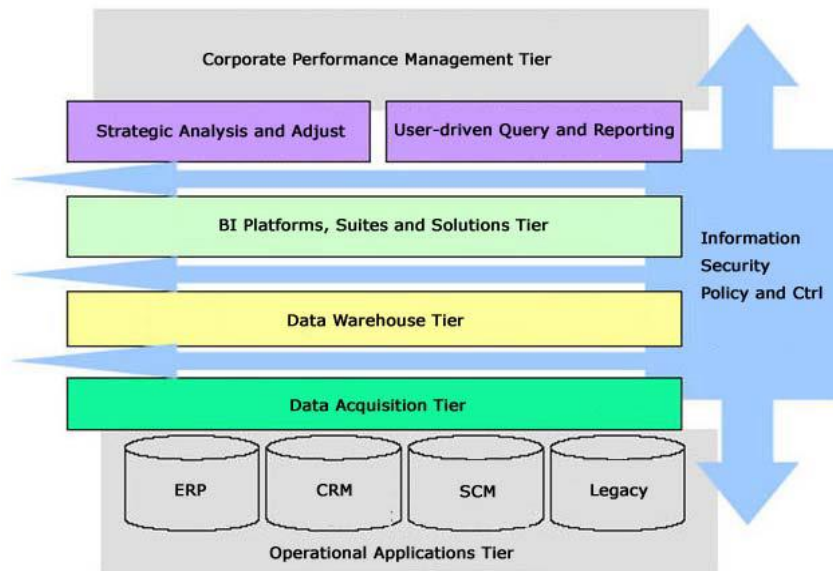 Corporate Performance Management Tier
Strategic Analysis and Adjust
User-driven Query and Reporting
BI Platforms, Suites and Solutions Tier
Information
Security
Policy and Ctrl
Data Warehouse Tier
Data Acquisition Tier
ERP
CRM
SCM
Legacy
Operational Applications Tier